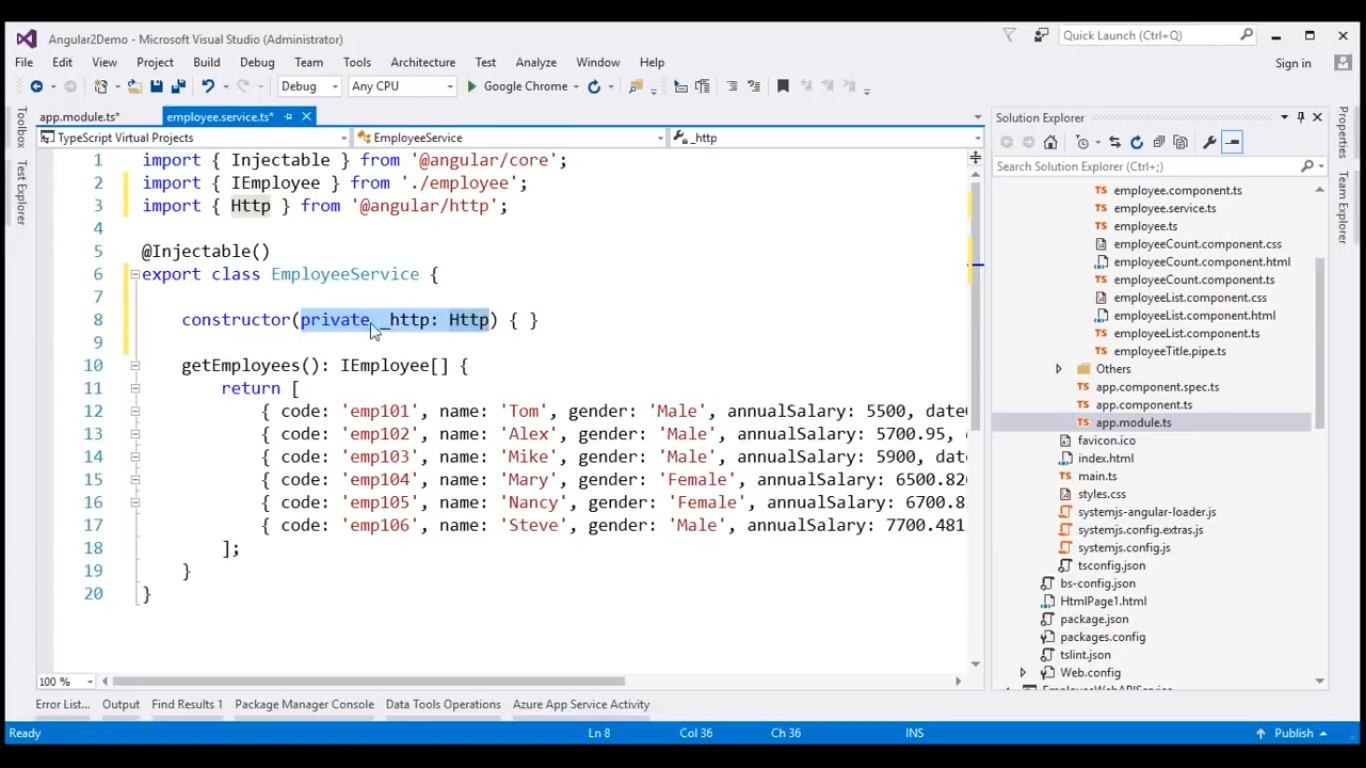 Angular2Demo - Microsoft Visual Studio (Administrator)
Quick Launch (Ctrl+Q)
File Edit View Project Build Debug Team Tools Architecture Test Analyze Window Help
Sign in
Debug Any CPU Google Chrome
Toolbox
Test Explorer
app.module.ts* employee.service.ts*
TypeScript Virtual Projects EmployeeService _http
1 import { Injectable } from '@angular/core';
2 import { IEmployee } from './employee';
3 import { Http } from '@angular/http';
4
5 @Injectable()
6 export class EmployeeService {
7
8 constructor(private _http: Http) { }
9
10 getEmployees(): IEmployee[] {
11 return [
12 { code: 'emp101', name: 'Tom', gender: 'Male', annualSalary: 5500,
13 { code: 'emp102', name: 'Alex', gender: 'Male', annualSalary: 5700.95,
14 { code: 'emp103', name: 'Mike', gender: 'Male', annualSalary: 5900,
15 { code: 'emp104', name: 'Mary', gender: 'Female', annualSalary:
16 { code: 'emp105', name: 'Nancy', gender: 'Female', annualSalary:
17 { code: 'emp106', name: 'Steve', gender: 'Male', annualSalary: 7700.481
18 ];
19 }
20 }
100 %
Solution Explorer
Search Solution Explorer (Ctrl+;)
employee.component.ts
employee.service.ts
employee.ts
employeeCount.component.css
employeeCount.component.html
employeeCount.component.ts
employeeList.component.css
employeeList.component.html
employeeList.component.ts
employeeTitle.pipe.ts
Others
app.component.spec.ts
app.component.ts
app.module.ts
favicon.ico
index.html
main.ts
styles.css
systemjs-angular-loader.js
systemjs.config.extras.js
systemjs.config.js
tsconfig.json
bs-config.json
HtmlPage1.html
package.json
packages.config
tslint.json
Web.config
Properties
Team Explorer
Error List... Output Find Results 1 Package Manager Console Data Tools Operations Azure App Service Activity
Ready Ln 8 Col 36 Ch 36 INS Publish